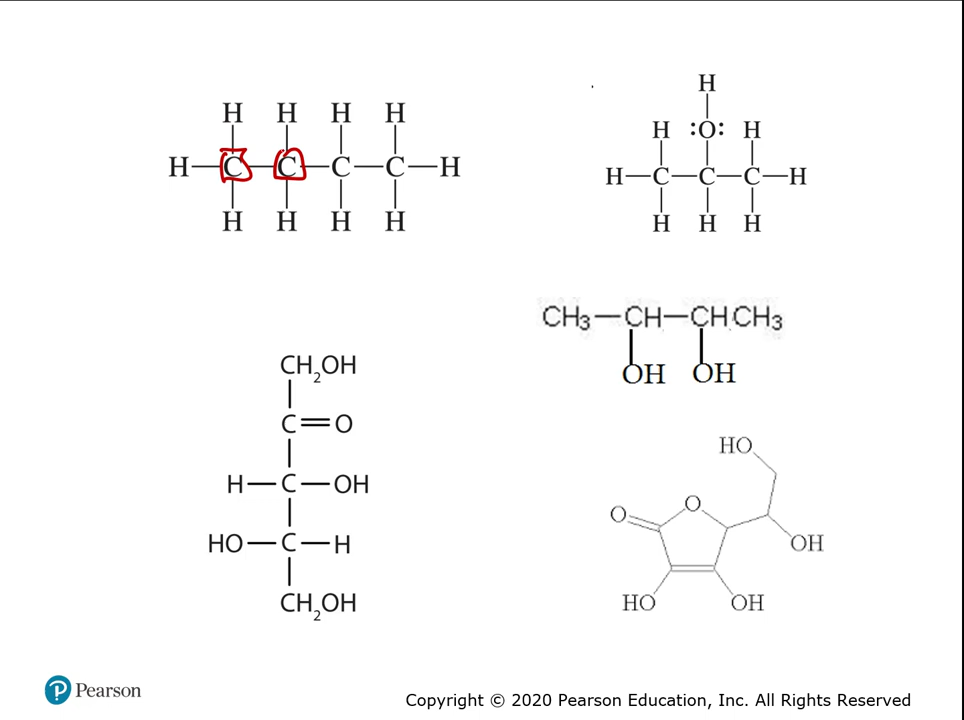 H H H H
H—C—C—C—C—H
H H H H
H
H :O: H
H—C—C—C—H
H H H
CH3—CH—CHCH3
OH OH
CH2OH
C=O
H—C—OH
HO—C—H
CH2OH
HO
O
O
OH
HO
OH
Pearson
Copyright © 2020 Pearson Education, Inc. All Rights Reserved